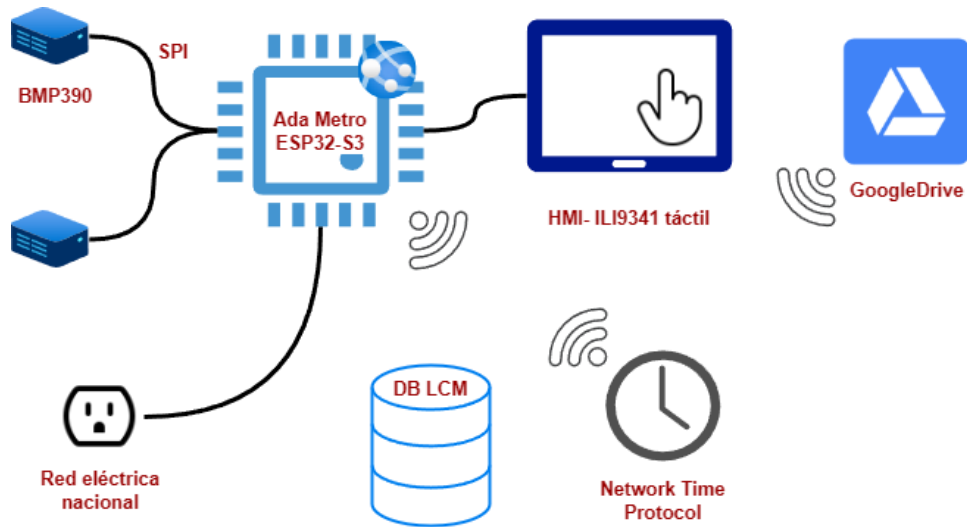 SPI
BMP390
Ada Metro
ESP32-S3
GoogleDrive
HMI- ILI9341 táctil
DB LCM
Red eléctrica
nacional
Network Time
Protocol